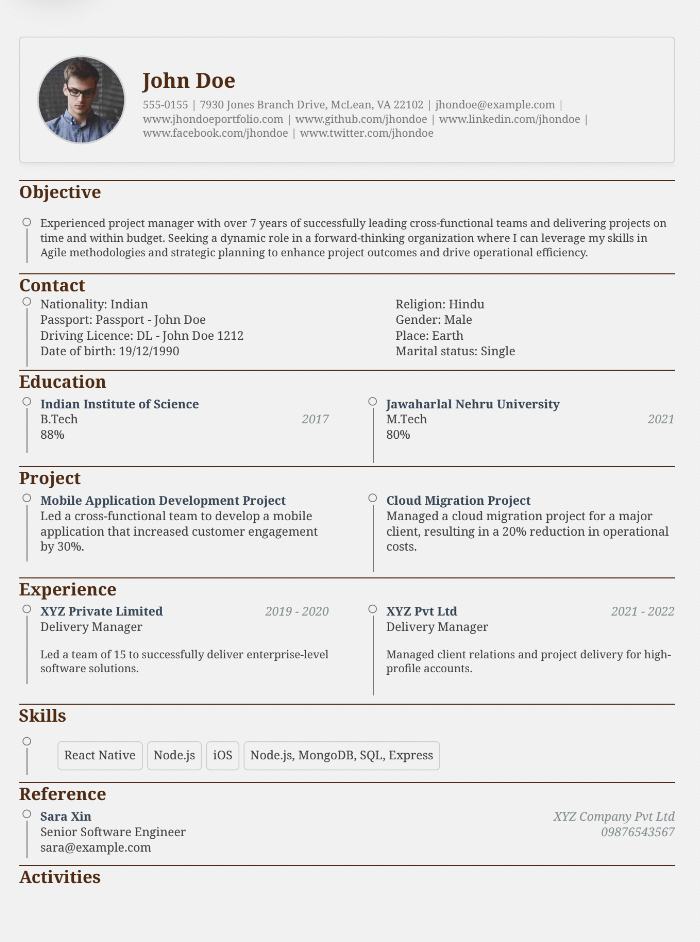 John Doe
555-0155 | 7930 Jones Branch Drive, McLean, VA 22102 | jhondoe@example.com |
www.jhondoeportfolio.com | www.github.com/jhondoe | www.linkedin.com/jhondoe |
www.facebook.com/jhondoe | www.twitter.com/jhondoe
Objective
Experienced project manager with over 7 years of successfully leading cross-functional teams and delivering projects on
time and within budget. Seeking a dynamic role in a forward-thinking organization where I can leverage my skills in
Agile methodologies and strategic planning to enhance project outcomes and drive operational efficiency.
Contact
Nationality: Indian
Passport: Passport - John Doe
Driving Licence: DL - John Doe 1212
Date of birth: 19/12/1990
Religion: Hindu
Gender: Male
Place: Earth
Marital status: Single
Education
Indian Institute of Science
B.Tech 2017
88%
Jawaharlal Nehru University
M.Tech 2021
80%
Project
Mobile Application Development Project
Led a cross-functional team to develop a mobile
application that increased customer engagement
by 30%.
Cloud Migration Project
Managed a cloud migration project for a major
client, resulting in a 20% reduction in operational
costs.
Experience
XYZ Private Limited 2019 - 2020
Delivery Manager
Led a team of 15 to successfully deliver enterprise-level
software solutions.
XYZ Pvt Ltd 2021 - 2022
Delivery Manager
Managed client relations and project delivery for high-
profile accounts.
Skills
React Native Node.js iOS Node.js, MongoDB, SQL, Express
Reference
Sara Xin XYZ Company Pvt Ltd
Senior Software Engineer 09876543567
sara@example.com
Activities